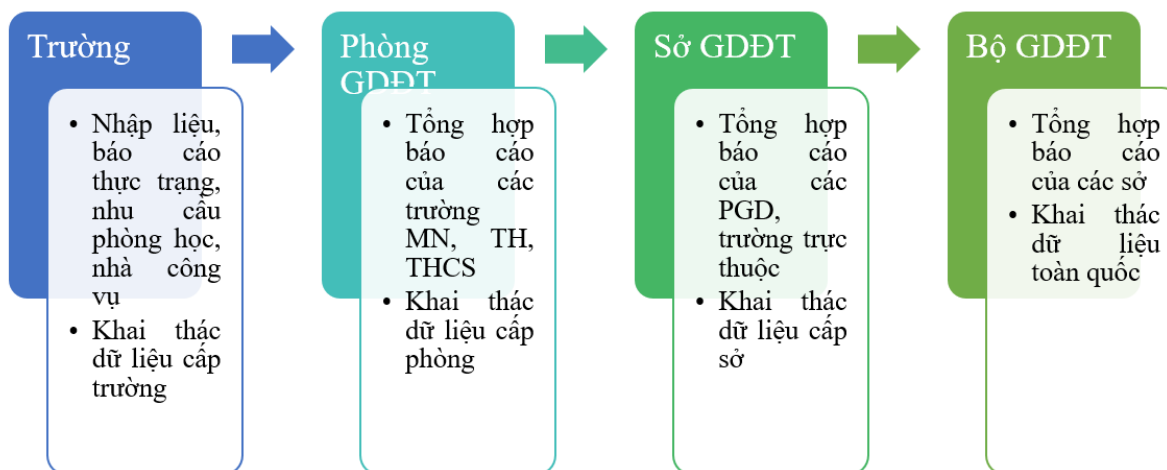 Trường
• Nhập liệu,
báo cáo
thực trạng,
nhu cầu
phòng học,
nhà công
vụ
• Khai thác
dữ liệu cấp
trường
Phòng
GDĐT
• Tổng hợp
báo cáo
của các
trường
MN, TH,
THCS
• Khai thác
dữ liệu cấp
phòng
Sở GDĐT
• Tổng hợp
báo cáo
của các
PGD,
trường trực
thuộc
• Khai thác
dữ liệu cấp
sở
Bộ GDĐT
• Tổng hợp
báo cáo
của các sở
• Khai thác
dữ liệu
toàn quốc